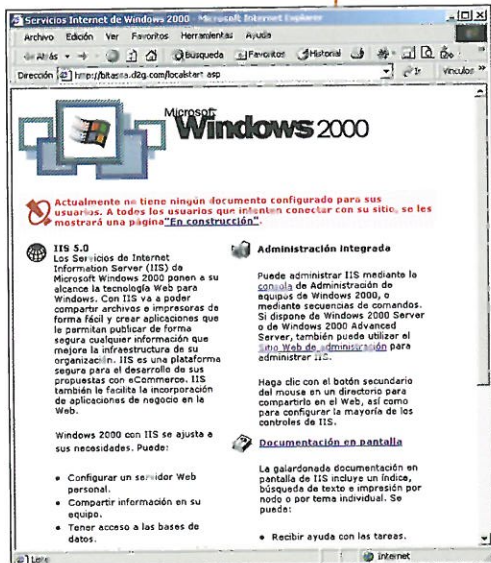 Servicios Internet de Windows 2000 - Microsoft Internet Explorer
Archivo Edición Ver Favoritos Herramientas Ayuda
Atrás Búsqueda Favoritos Historial
Dirección http://bitassa.d2g.com/localstart.asp Ir Vínculos »
Microsoft
Windows 2000
Actualmente no tiene ningún documento configurado para sus
usuarios. A todos los usuarios que intenten conectar con su sitio, se les
mostrará una página "En construcción".
IIS 5.0
Los Servicios de Internet
Information Server (IIS) de
Microsoft Windows 2000 ponen a su
alcance la tecnología Web para
Windows. Con IIS va a poder
compartir archivos e impresoras de
forma fácil y crear aplicaciones que
le permitan publicar de forma
segura cualquier información que
mejore la infraestructura de su
organización. IIS es una plataforma
segura para el desarrollo de sus
propuestas con eCommerce. IIS
también le facilita la incorporación
de aplicaciones de negocio en la
Web.
Windows 2000 con IIS se ajusta a
sus necesidades. Puede:
• Configurar un servidor Web
personal.
• Compartir información en su
equipo.
• Tener acceso a las bases de
datos.
Administración integrada
Puede administrar IIS mediante la
consola de Administración de
equipos de Windows 2000, o
mediante secuencias de comandos.
Si dispone de Windows 2000 Server
o de Windows 2000 Advanced
Server, también puede utilizar el
Sitio Web de administración para
administrar IIS.
Haga clic con el botón secundario
del mouse en un directorio para
compartirlo en el Web, así como
para configurar la mayoría de los
controles de IIS.
Documentación en pantalla
La galardonada documentación en
pantalla de IIS incluye un índice,
búsqueda de texto e impresión por
nodo o por tema individual. Se
puede:
• Recibir ayuda con las tareas.
Listo Internet